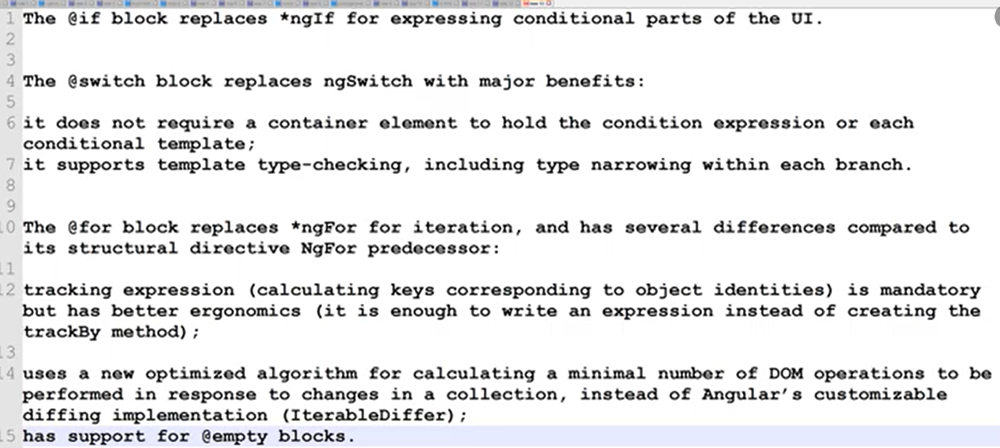 1 The @if block replaces *ngIf for expressing conditional parts of the UI.
2
3
4 The @switch block replaces ngSwitch with major benefits:
5
6 it does not require a container element to hold the condition expression or each
conditional template;
7 it supports template type-checking, including type narrowing within each branch.
8
9
10 The @for block replaces *ngFor for iteration, and has several differences compared to
its structural directive NgFor predecessor:
11
12 tracking expression (calculating keys corresponding to object identities) is mandatory
but has better ergonomics (it is enough to write an expression instead of creating the
trackBy method);
13
14 uses a new optimized algorithm for calculating a minimal number of DOM operations to be
performed in response to changes in a collection, instead of Angular's customizable
diffing implementation (IterableDiffer);
15 has support for @empty blocks.